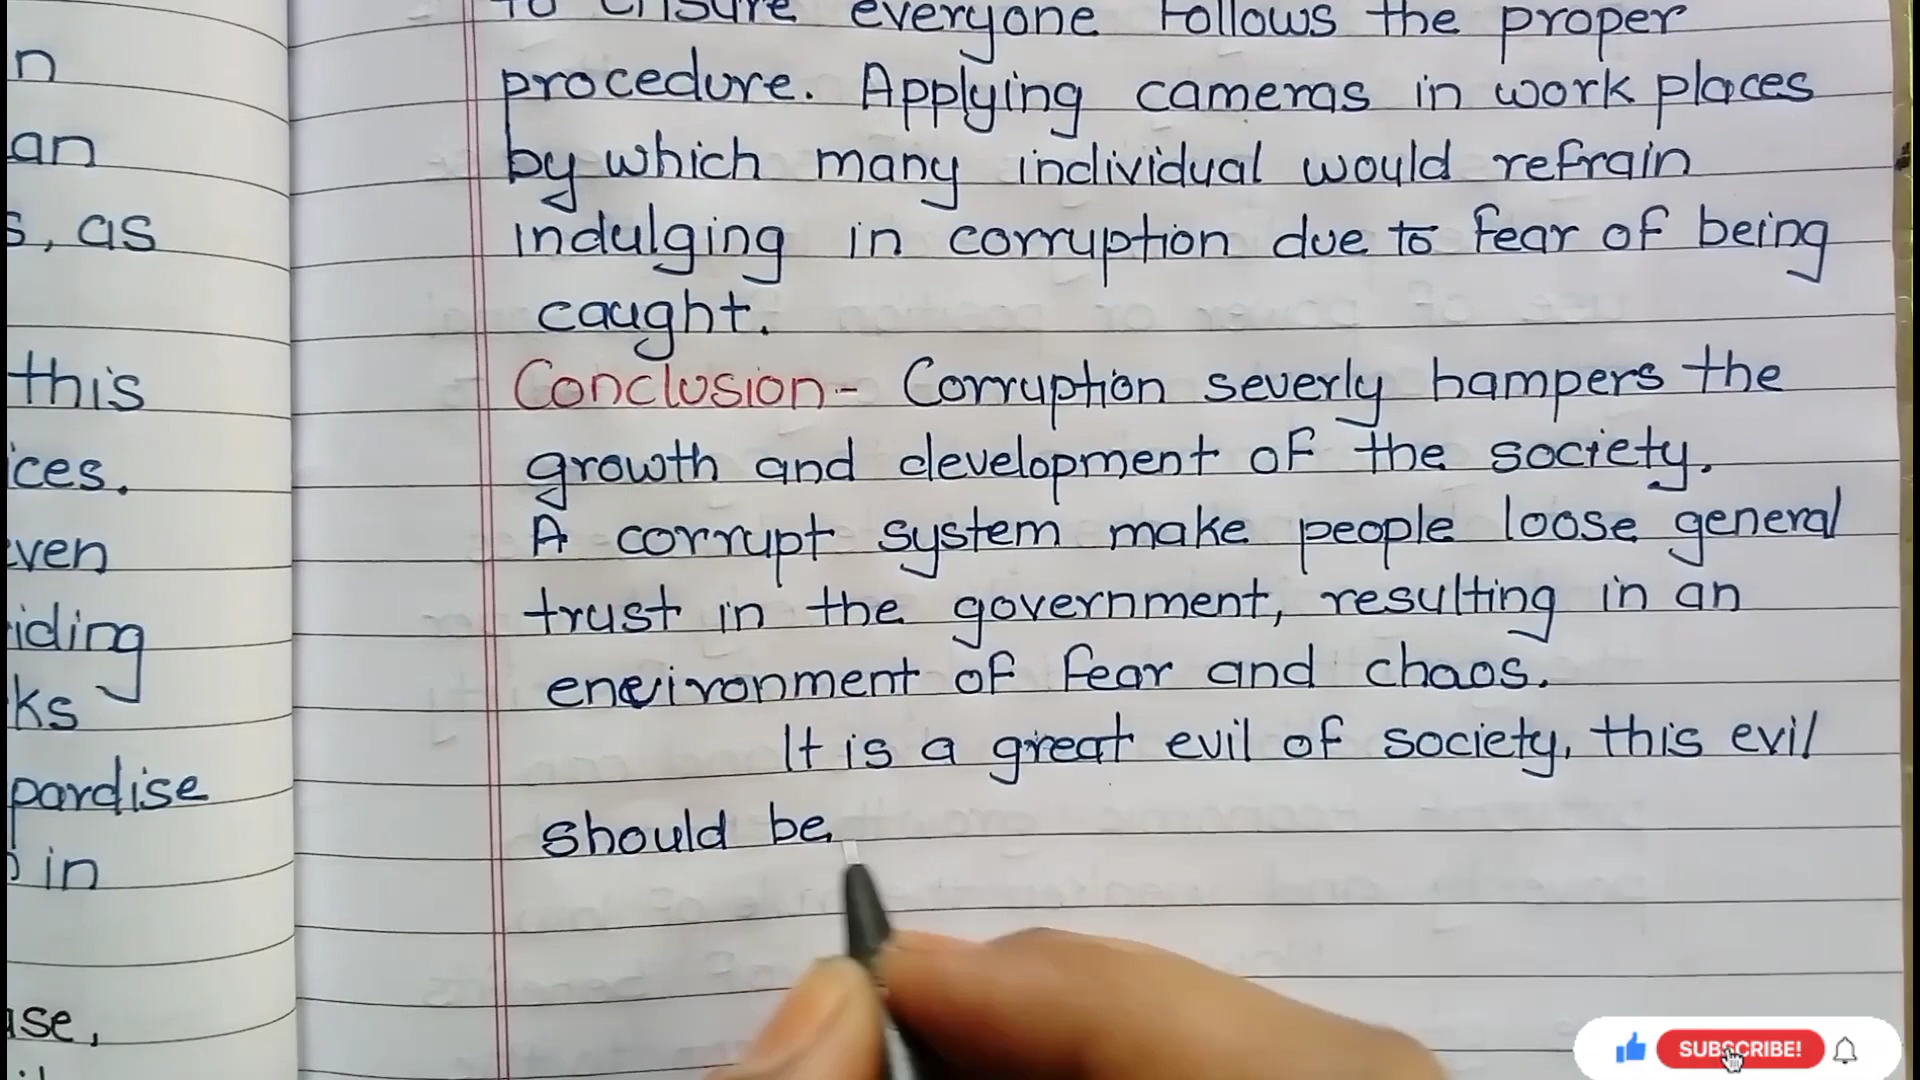 n
an
s, as
this
ices.
even
iding
ks
pardise
in
ase,
to ensure everyone follows the proper
procedure. Applying cameras in work places
by which many individual would refrain
indulging in corruption due to fear of being
caught.
Conclusion- Corruption severly hampers the
growth and development of the society.
A corrupt system make people loose general
trust in the government, resulting in an
environment of fear and chaos.
It is a great evil of society, this evil
should be
SUBSCRIBE!